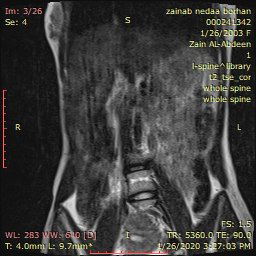 Im: 3/26
Se: 4
S
zainab nedaa borhan
000241342
1/26/2003 F
Zain AL-Abdeen
1
l-spine^library
t2_tse_cor
whole spine
whole spine
R
L
WL: 283 WW: 610 [D]
T: 4.0mm L: 9.7mm*
I
FS: 1.5
TR: 5360.0 TE: 90.0
1/26/2020 3:27:03 PM